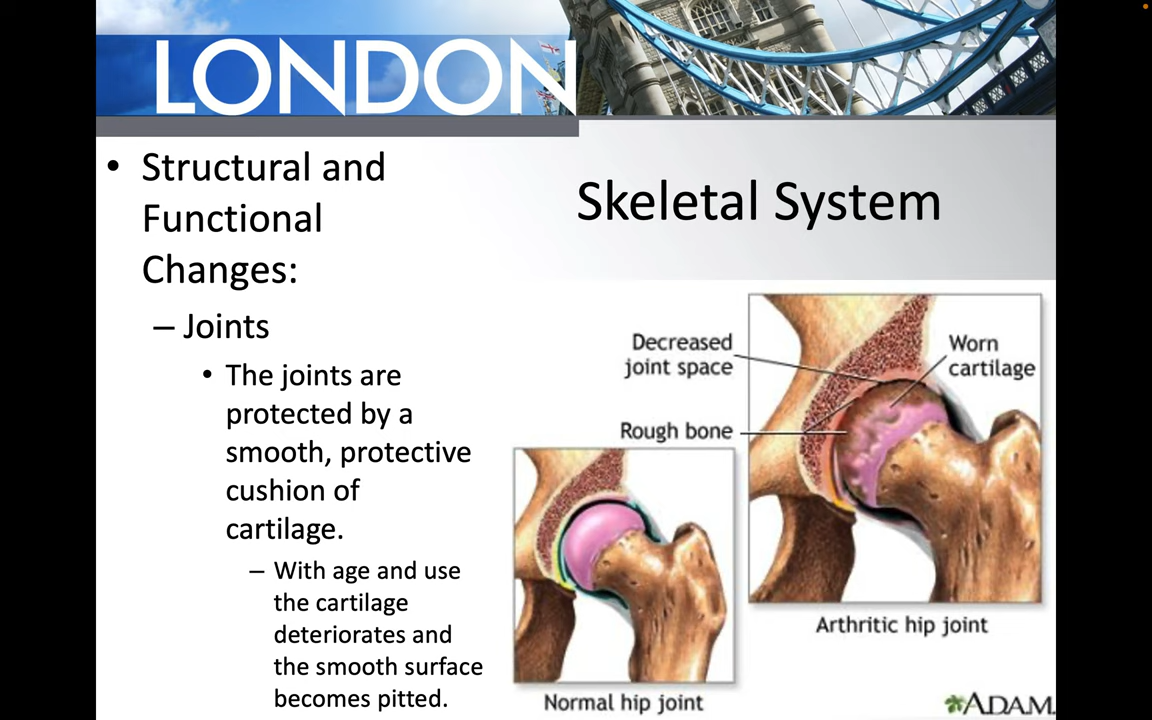 LONDON
• Structural and
Functional
Changes:
– Joints
• The joints are
protected by a
smooth, protective
cushion of
cartilage.
– With age and use
the cartilage
deteriorates and
the smooth surface
becomes pitted.
Skeletal System
Decreased
joint space
Worn
cartilage
Rough bone
Arthritic hip joint
Normal hip joint
ADAM.